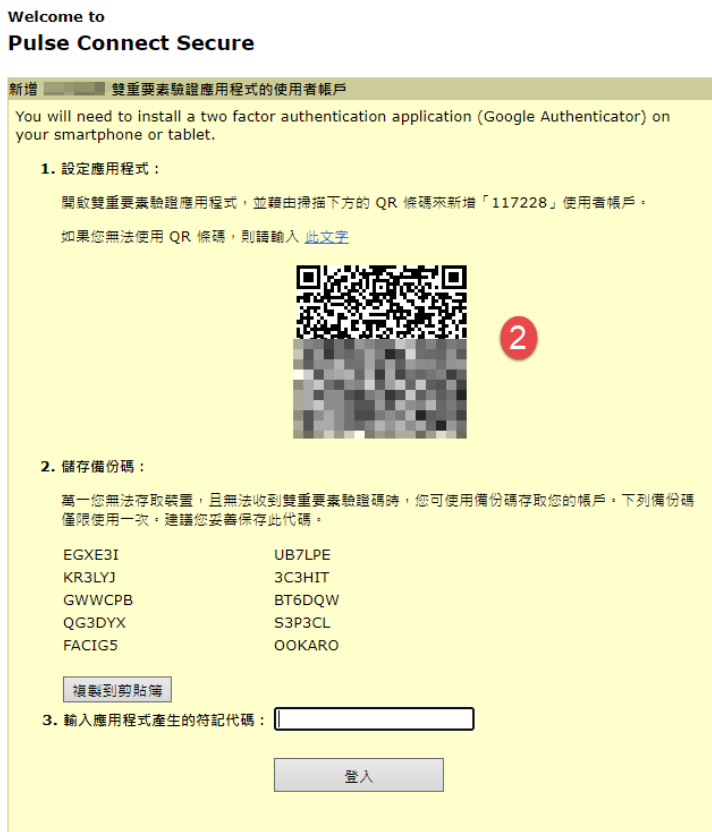 Welcome to
Pulse Connect Secure
新增 雙重要素驗證應用程式的使用者帳戶
You will need to install a two factor authentication application (Google Authenticator) on
your smartphone or tablet.
1. 設定應用程式：
開啟雙重要素驗證應用程式，並藉由掃描下方的 QR 條碼來新增「117228」使用者帳戶。
如果您無法使用 QR 條碼，則請輸入 此文字
2
2. 儲存備份碼：
萬一您無法存取裝置，且無法收到雙重要素驗證碼時，您可使用備份碼存取您的帳戶。下列備份碼
僅限使用一次。建議您妥善保存此代碼。
EGXE3I UB7LPE
KR3LYJ 3C3HIT
GWWCPB BT6DQW
QG3DYX S3P3CL
FACIG5 OOKARO
複製到剪貼簿
3. 輸入應用程式產生的符記代碼：
登入